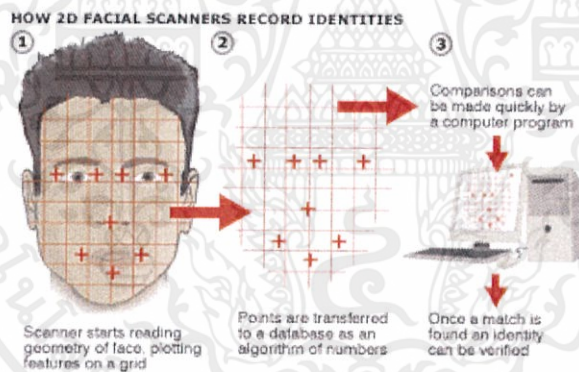 HOW 2D FACIAL SCANNERS RECORD IDENTITIES
1
2
3
Comparisons can
be made quickly by
a computer program
Scanner starts reading
geometry of face, plotting
features on a grid
Points are transferred
to a database as an
algorithm of numbers
Once a match is
found an identity
can be verified